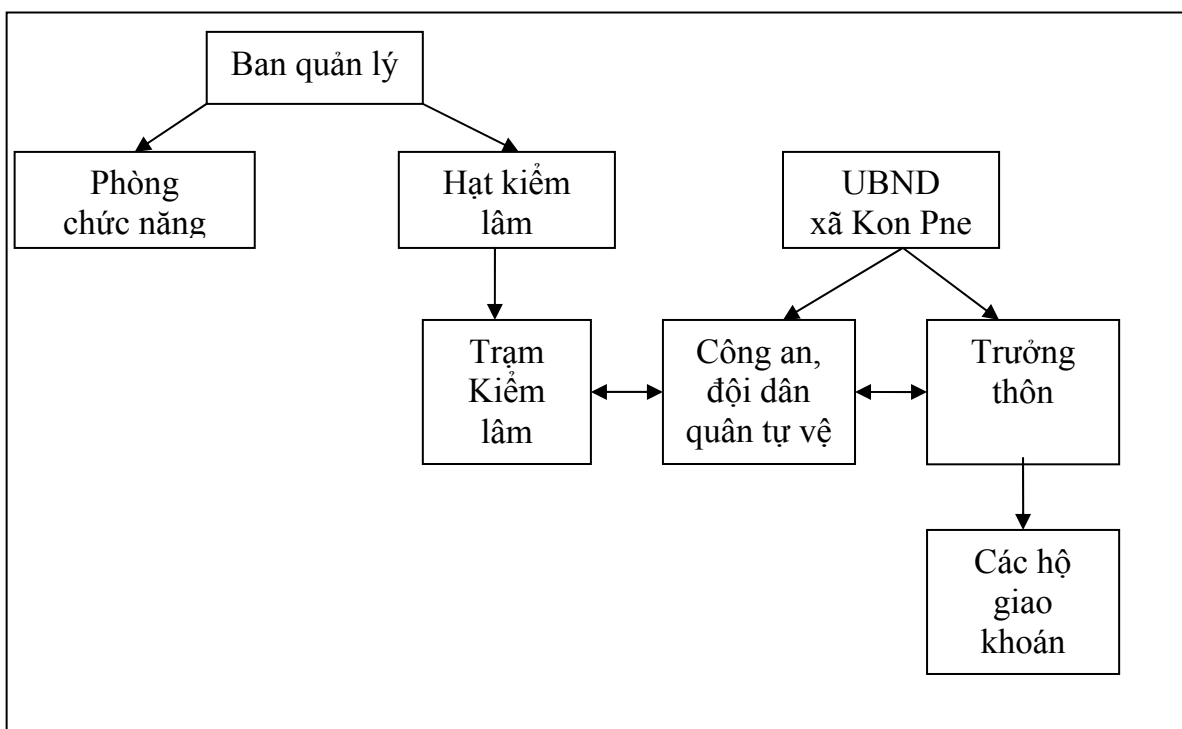 Ban quản lý
Phòng
chức năng
Hạt kiểm
lâm
UBND
xã Kon Pne
Trạm
Kiểm
lâm
Công an,
đội dân
quân tự vệ
Trưởng
thôn
Các hộ
giao
khoán